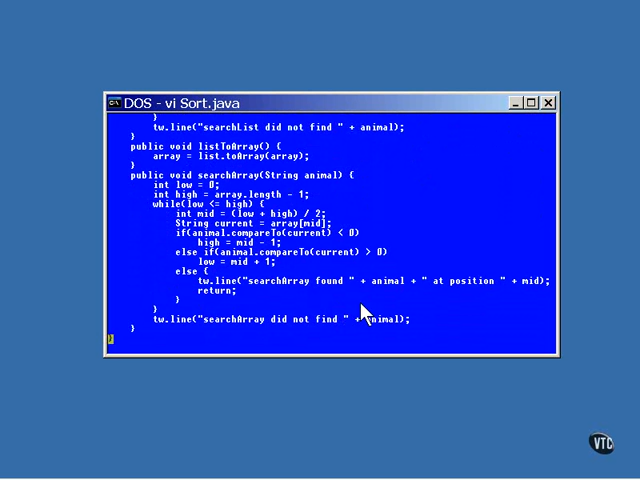 DOS - vi Sort.java
}
tw.line("searchList did not find " + animal);
}
public void listToArray() {
array = list.toArray(array);
}
public void searchArray(String animal) {
int low = 0;
int high = array.length - 1;
while(low <= high) {
int mid = (low + high) / 2;
String current = array[mid];
if(animal.compareTo(current) < 0)
high = mid - 1;
else if(animal.compareTo(current) > 0)
low = mid + 1;
else {
tw.line("searchArray found " + animal + " at position " + mid);
return;
}
}
tw.line("searchArray did not find " + animal);
}
}
VTC